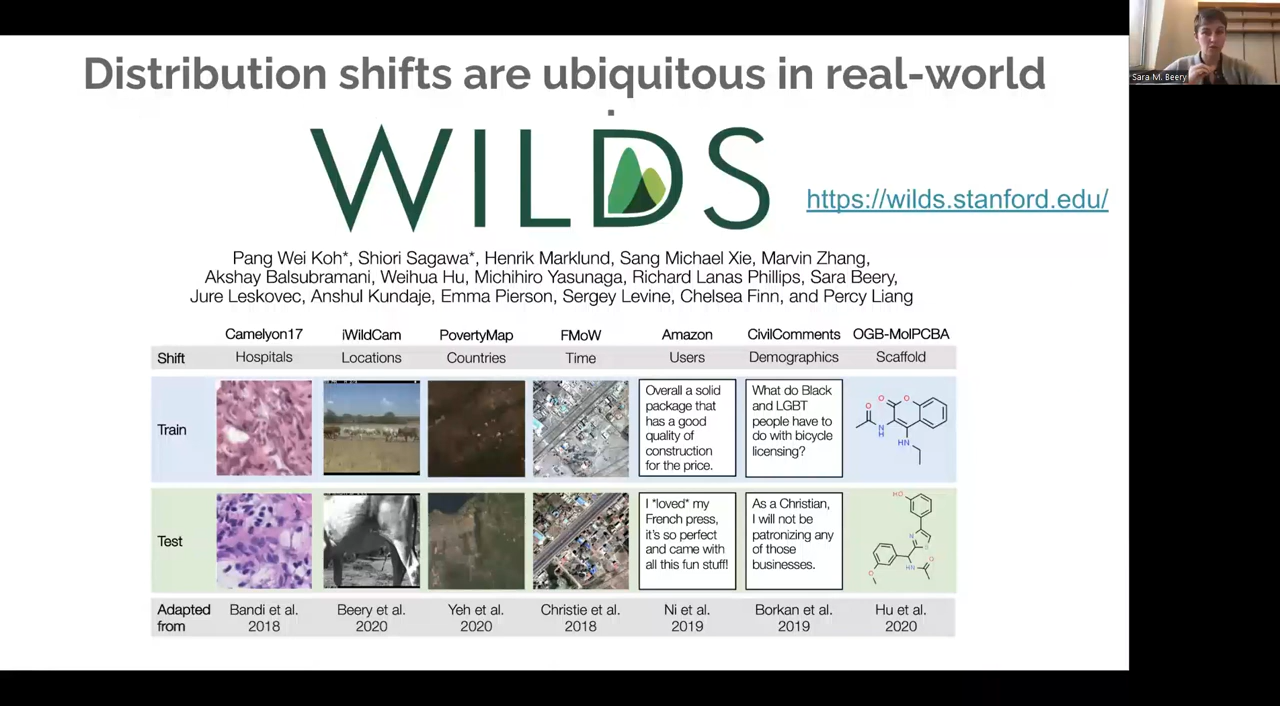 Sara M. Beery
Distribution shifts are ubiquitous in real-world
WILDS
https://wilds.stanford.edu/
Pang Wei Koh*, Shiori Sagawa*, Henrik Marklund, Sang Michael Xie, Marvin Zhang,
Akshay Balsubramani, Weihua Hu, Michihiro Yasunaga, Richard Lanas Phillips, Sara Beery,
Jure Leskovec, Anshul Kundaje, Emma Pierson, Sergey Levine, Chelsea Finn, and Percy Liang
Camelyon17 iWildCam PovertyMap FMoW Amazon CivilComments OGB-MolPCBA
Shift Hospitals Locations Countries Time Users Demographics Scaffold
Train
Overall a solid
package that
has a good
quality of
construction
for the price.
What do Black
and LGBT
people have to
do with bicycle
licensing?
O
O
O
N
H
HN
Test
I *loved* my
French press,
it's so perfect
and came with
all this fun stuff!
As a Christian,
I will not be
patronizing any
of those
businesses.
HO
N
S
O
HN
O
Adapted
from
Bandi et al.
2018
Beery et al.
2020
Yeh et al.
2020
Christie et al.
2018
Ni et al.
2019
Borkan et al.
2019
Hu et al.
2020